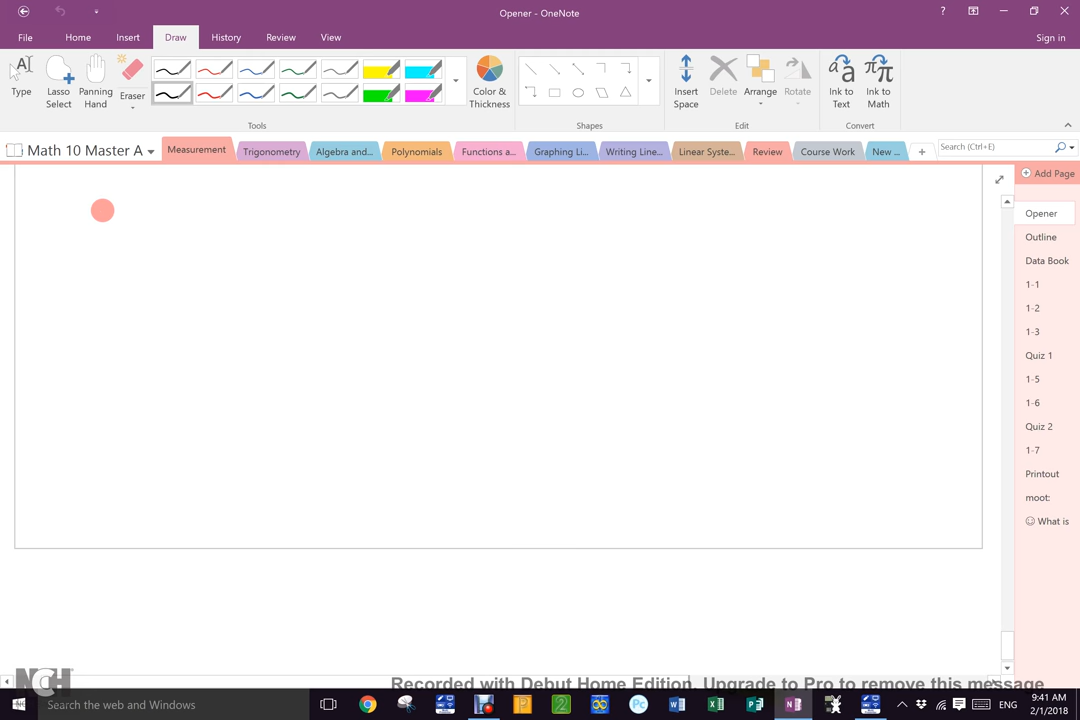 Opener - OneNote
?
File
Home
Insert
Draw
History
Review
View
Sign in
Type
Lasso Select
Panning Hand
Eraser
Color & Thickness
Insert Space
Delete
Arrange
Rotate
Ink to Text
Ink to Math
Tools
Shapes
Edit
Convert
Math 10 Master A
Measurement
Trigonometry
Algebra and...
Polynomials
Functions a...
Graphing Li...
Writing Line...
Linear Syste...
Review
Course Work
New ...
+
Search (Ctrl+E)
Add Page
Opener
Outline
Data Book
1-1
1-2
1-3
Quiz 1
1-5
1-6
Quiz 2
1-7
Printout
moot:
What is
NCH
Recorded with Debut Home Edition. Upgrade to Pro to remove this message
Search the web and Windows
ENG
9:41 AM
2/1/2018